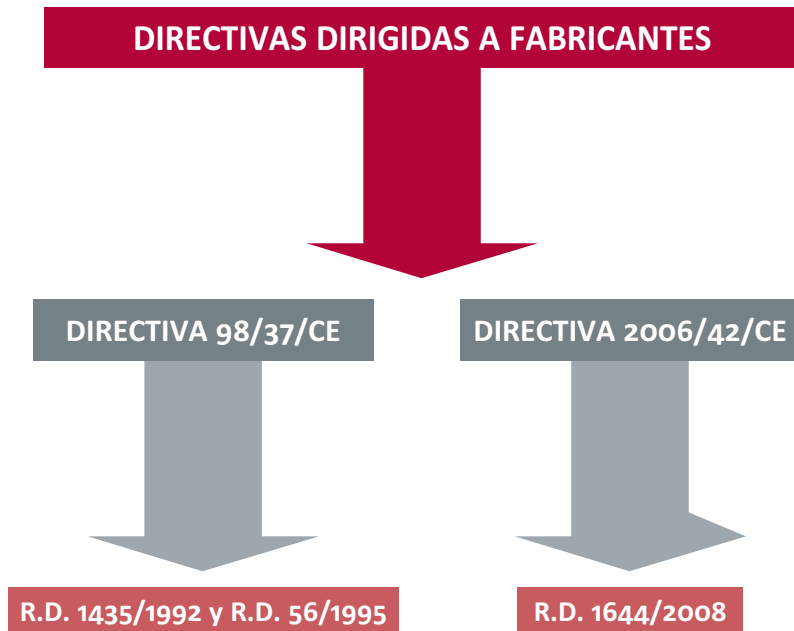 DIRECTIVAS DIRIGIDAS A FABRICANTES
DIRECTIVA 98/37/CE
DIRECTIVA 2006/42/CE
R.D. 1435/1992 y R.D. 56/1995
R.D. 1644/2008